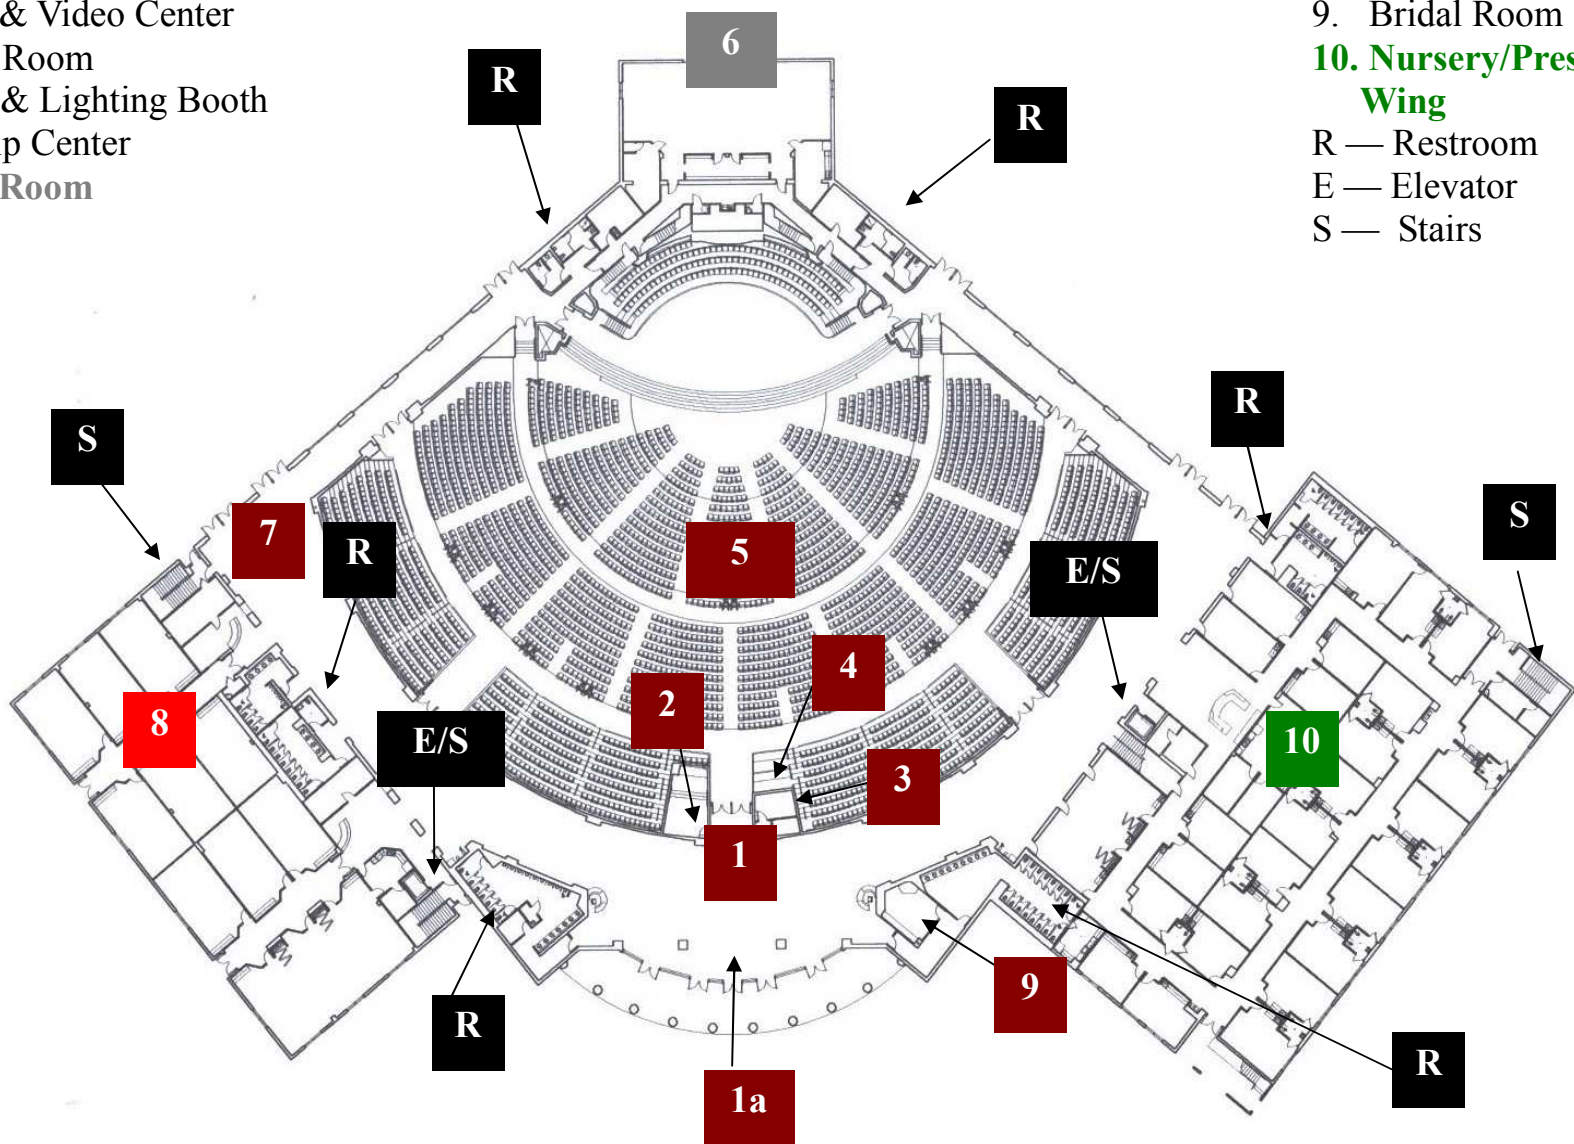 & Video Center
Room
& Lighting Booth
p Center
Room
9. Bridal Room
10. Nursery/Pres
Wing
R — Restroom
E — Elevator
S — Stairs
6
R
R
S
R
S
7
R
5
E/S
4
2
8
E/S
10
3
1
9
R
R
1a